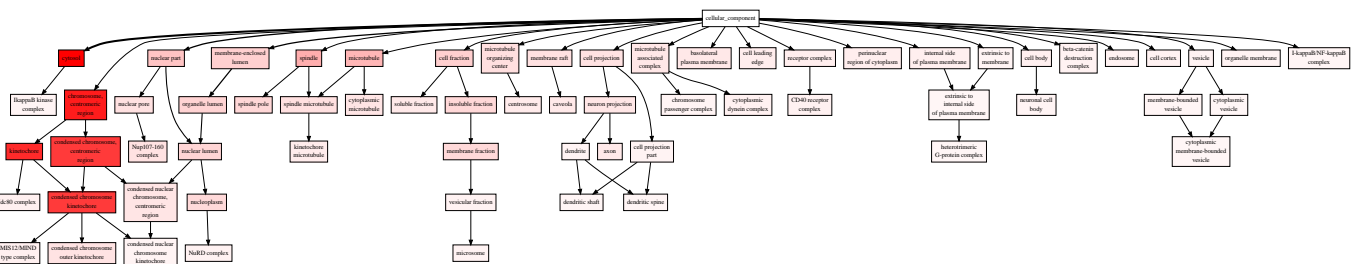 cellular_component
cytosol
nuclear part
membrane-enclosed
lumen
spindle
microtubule
cell fraction
microtubule
organizing
center
membrane raft
cell projection
microtubule
associated
complex
basolateral
plasma membrane
cell leading
edge
receptor complex
perinuclear
region of cytoplasm
internal side
of plasma membrane
extrinsic to
membrane
cell body
beta-catenin
destruction
complex
endosome
cell cortex
vesicle
organelle membrane
I-kappaB/NF-kappaB
complex
IkappaB kinase
complex
chromosome,
centromeric
region
nuclear pore
organelle lumen
spindle pole
spindle microtubule
cytoplasmic
microtubule
soluble fraction
insoluble fraction
centrosome
caveola
neuron projection
chromosome
passenger complex
cytoplasmic
dynein complex
CD40 receptor
complex
extrinsic to
internal side
of plasma membrane
neuronal cell
body
membrane-bounded
vesicle
cytoplasmic
vesicle
kinetochore
condensed chromosome,
centromeric
region
Nup107-160
complex
nuclear lumen
kinetochore
microtubule
membrane fraction
dendrite
axon
cell projection
part
heterotrimeric
G-protein complex
cytoplasmic
membrane-bounded
vesicle
dc80 complex
condensed chromosome
kinetochore
condensed nuclear
chromosome,
centromeric
region
nucleoplasm
vesicular fraction
dendritic shaft
dendritic spine
MIS12/MIND
type complex
condensed chromosome
outer kinetochore
condensed nuclear
chromosome
kinetochore
NuRD complex
microsome